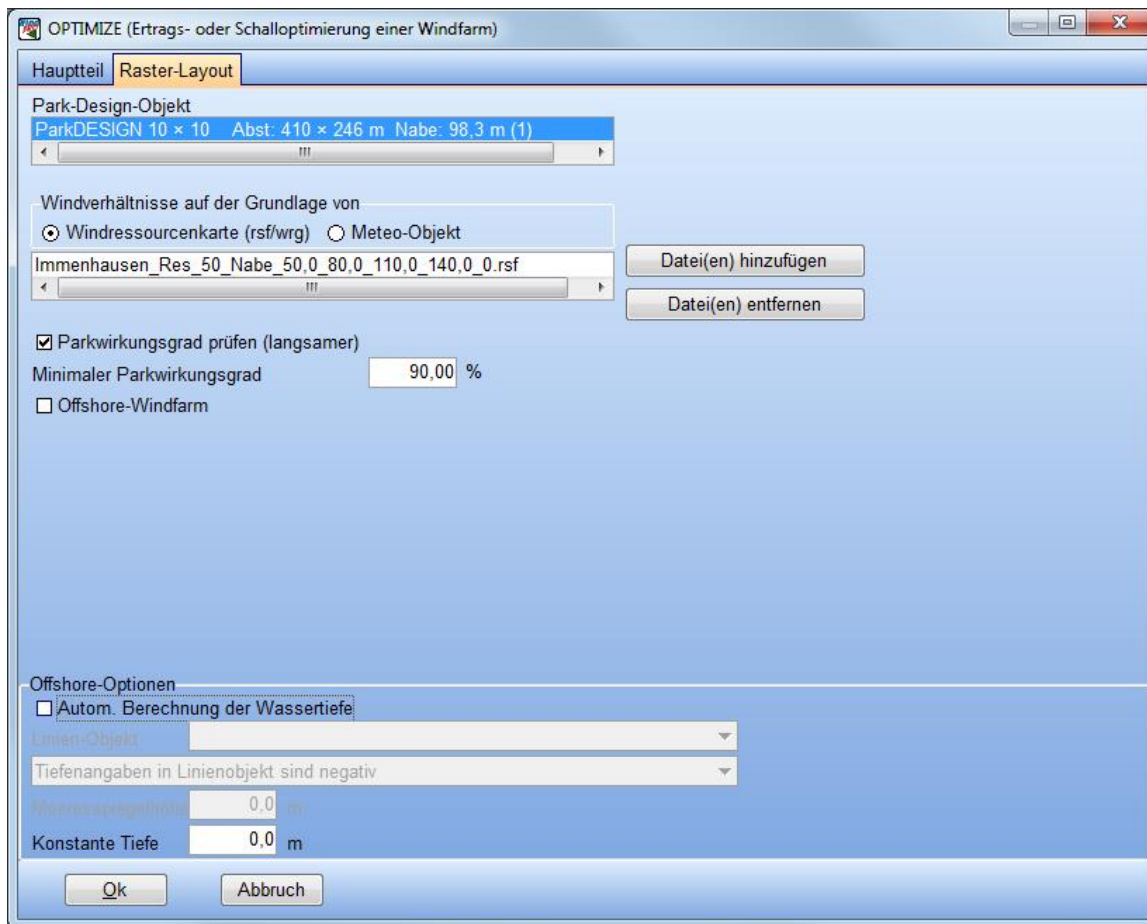 OPTIMIZE (Ertrags- oder Schalloptimierung einer Windfarm)
Hauptteil Raster-Layout
Park-Design-Objekt
ParkDESIGN 10 × 10 Abst: 410 × 246 m Nabe: 98,3 m (1)
Windverhältnisse auf der Grundlage von
Windressourcenkarte (rsf/wrg) Meteo-Objekt
Immenhausen_Res_50_Nabe_50,0_80,0_110,0_140,0_0.rsf
Datei(en) hinzufügen
Datei(en) entfernen
Parkwirkungsgrad prüfen (langsamer)
Minimaler Parkwirkungsgrad 90,00 %
Offshore-Windfarm
Offshore-Optionen
Autom. Berechnung der Wassertiefe
Linien-Objekt
Tiefenangaben in Linienobjekt sind negativ
0,0 m
Konstante Tiefe 0,0 m
Ok Abbruch